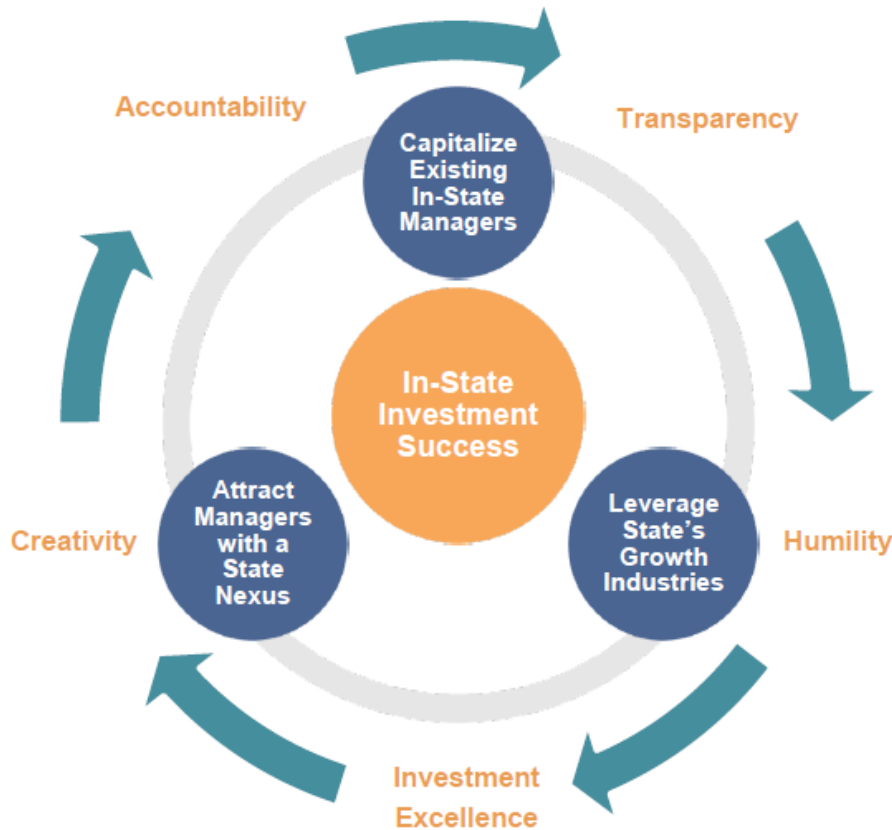 Accountability
Transparency
Capitalize
Existing
In-State
Managers
In-State
Investment
Success
Attract
Managers
with a
State
Nexus
Leverage
State’s
Growth
Industries
Creativity
Humility
Investment
Excellence